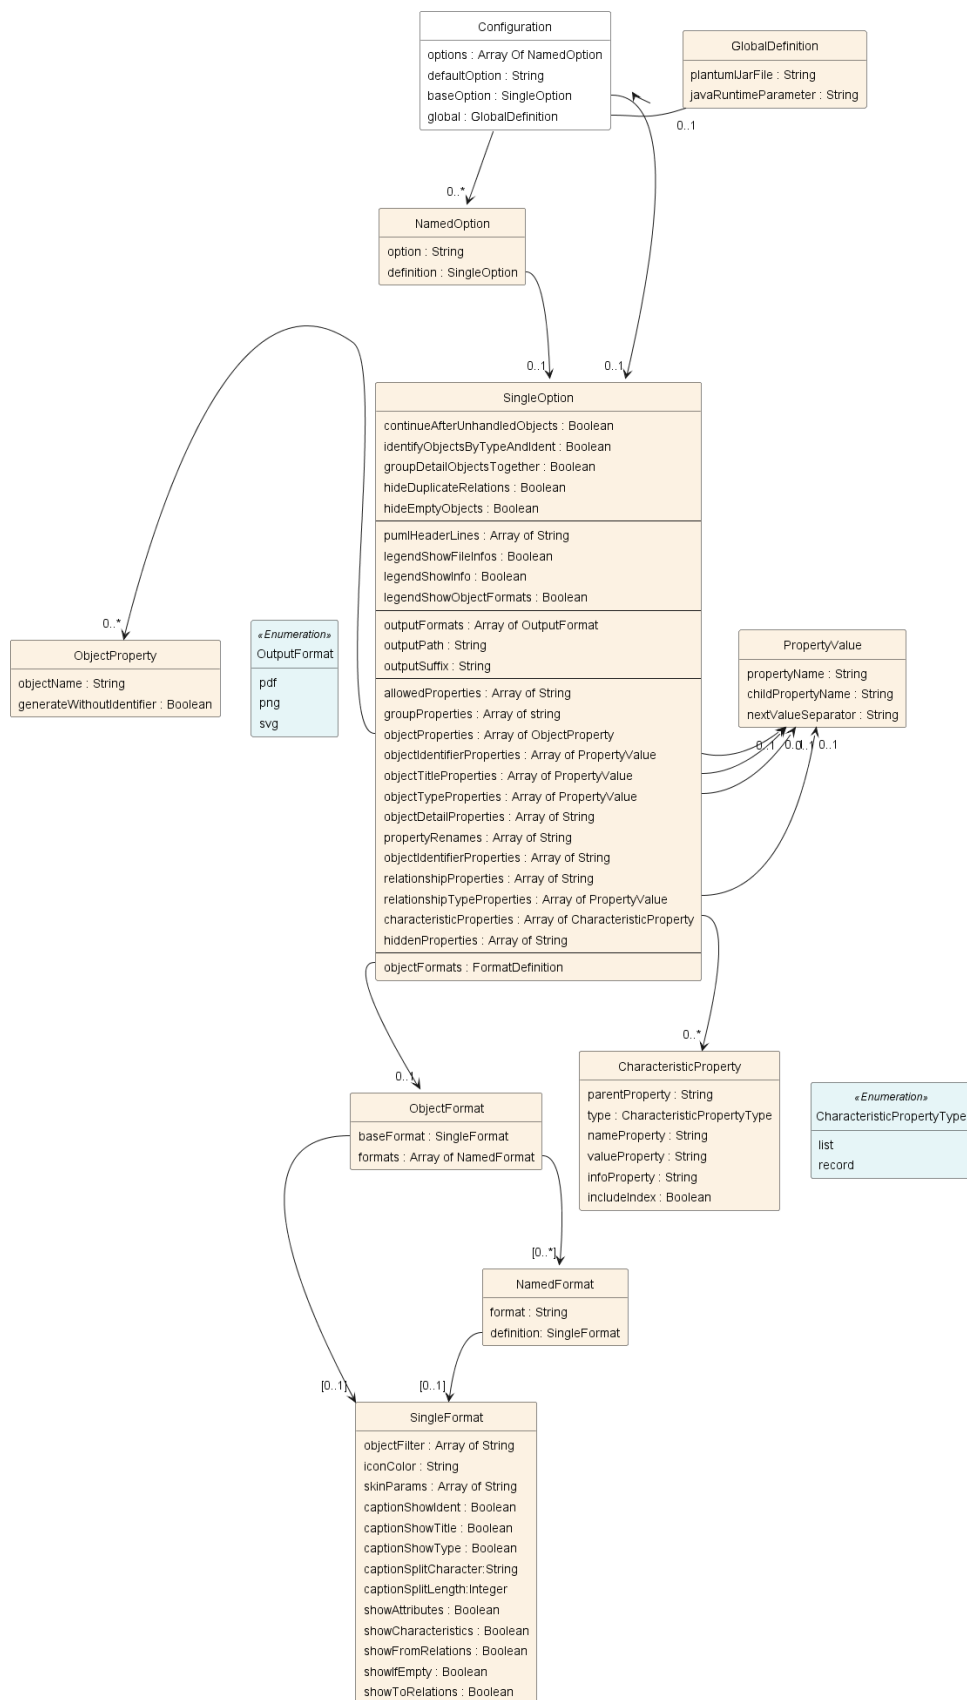 Configuration
options : Array Of NamedOption
defaultOption : String
baseOption : SingleOption
global : GlobalDefinition
GlobalDefinition
plantumlJarFile : String
javaRuntimeParameter : String
0..1
0..*
NamedOption
option : String
definition : SingleOption
0..1
0..1
SingleOption
continueAfterUnhandledObjects : Boolean
identifyObjectsByTypeAndIdent : Boolean
groupDetailObjectsTogether : Boolean
hideDuplicateRelations : Boolean
hideEmptyObjects : Boolean
pumlHeaderLines : Array of String
legendShowFileInfos : Boolean
legendShowInfo : Boolean
legendShowObjectFormats : Boolean
outputFormats : Array of OutputFormat
outputPath : String
outputSuffix : String
allowedProperties : Array of String
groupProperties : Array of string
objectProperties : Array of ObjectProperty
objectIdentifierProperties : Array of PropertyValue
objectTitleProperties : Array of PropertyValue
objectTypeProperties : Array of PropertyValue
objectDetailProperties : Array of String
propertyRenames : Array of String
objectIdentifierProperties : Array of String
relationshipProperties : Array of String
relationshipTypeProperties : Array of PropertyValue
characteristicProperties : Array of CharacteristicProperty
hiddenProperties : Array of String
objectFormats : FormatDefinition
0..*
ObjectProperty
objectName : String
generateWithoutIdentifier : Boolean
«Enumeration»
OutputFormat
pdf
png
svg
PropertyValue
propertyName : String
childPropertyName : String
nextValueSeparator : String
0..1
0..1
0..1
0..1
0..*
CharacteristicProperty
parentProperty : String
type : CharacteristicPropertyType
nameProperty : String
valueProperty : String
infoProperty : String
includeIndex : Boolean
«Enumeration»
CharacteristicPropertyType
list
record
0..1
ObjectFormat
baseFormat : SingleFormat
formats : Array of NamedFormat
[0..*]
NamedFormat
format : String
definition: SingleFormat
[0..1]
[0..1]
SingleFormat
objectFilter : Array of String
iconColor : String
skinParams : Array of String
captionShowIdent : Boolean
captionShowTitle : Boolean
captionShowType : Boolean
captionSplitCharacter:String
captionSplitLength:Integer
showAttributes : Boolean
showCharacteristics : Boolean
showFromRelations : Boolean
showIfEmpty : Boolean
showToRelations : Boolean